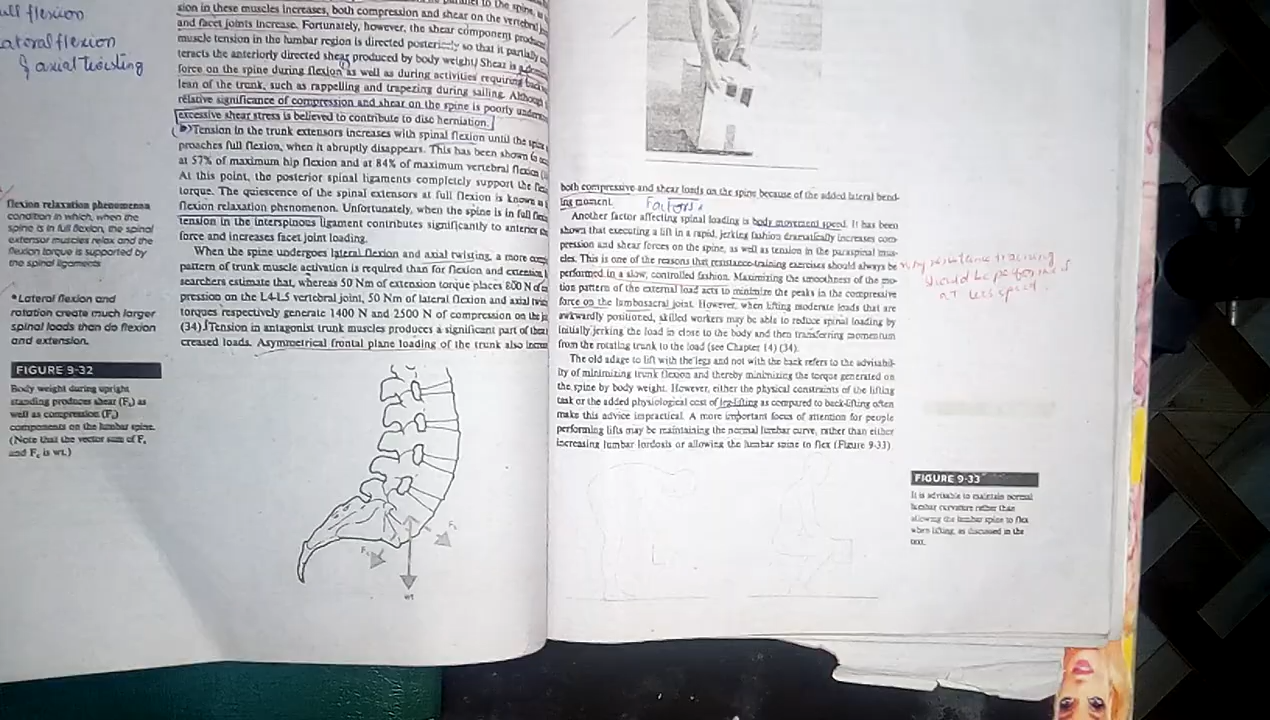 full flexion
lateral flexion
& axial twisting
flexion relaxation phenomenon
condition in which, when the
spine is in full flexion, the spinal
extensor muscles relax and the
flexion torque is supported by
the spinal ligaments
•Lateral flexion and
rotation create much larger
spinal loads than do flexion
and extension.
FIGURE 9-32
Body weight during upright
standing produces shear (Fs) as
well as compression (Fc)
components on the lumbar spine.
(Note that the vector sum of Fs
and Fc is wt.)
parallel to the spine,
sion in these muscles increases, both compression and shear on the vertebral
and facet joints increase. Fortunately, however, the shear component produced
muscle tension in the lumbar region is directed posteriorly so that it partially
teracts the anteriorly directed shear produced by body weight. Shear is a
force on the spine during flexion as well as during activities requiring
lean of the trunk, such as rappelling and trapezing during sailing. Although
relative significance of compression and shear on the spine is poorly
excessive shear stress is believed to contribute to disc herniation.
Tension in the trunk extensors increases with spinal flexion until the spine
proaches full flexion, when it abruptly disappears. This has been shown to
at 57% of maximum hip flexion and at 84% of maximum vertebral flexion
At this point, the posterior spinal ligaments completely support the
torque. The quiescence of the spinal extensors at full flexion is known
flexion relaxation phenomenon. Unfortunately, when the spine is in full
tension in the interspinous ligament contributes significantly to anterior
force and increases facet joint loading.
When the spine undergoes lateral flexion and axial twisting, a more
pattern of trunk muscle activation is required for flexion and extension.
searchers estimate that, whereas 50 Nm of extension torque places 800 N of
pression on the L4-L5 vertebral joint, 50 Nm of lateral flexion and axial
torques respectively generate 1400 N and 2500 N of compression on the
(34). Tension in antagonist trunk muscles produces a significant part of these
creased loads. Asymmetrical frontal plane loading of the trunk also
Fs
Fc
wt
both compressive and shear loads on the spine because of the added lateral bend-
ing moment.
Factors
Another factor affecting spinal loading is body movement speed. It has been
shown that executing a lift in a rapid, jerking fashion dramatically increases com-
pression and shear forces on the spine, as well as tension in the paraspinal mus-
cles. This is one of the reasons that resistance-training exercises should always be
performed in a slow, controlled fashion. Maximizing the smoothness of the mo-
tion pattern of the external load acts to minimize the peaks in the compressive
force on the lumbosacral joint. However, when lifting moderate loads that are
awkwardly positioned, skilled workers may be able to reduce spinal loading by
initially jerking the load in close to the body and then transferring momentum
from the rotating trunk to the load (see Chapter 14) (34).
The old adage to lift with the legs and not with the back refers to the advisabil-
ity of minimizing trunk flexion and thereby minimizing the torque generated on
the spine by body weight. However, either the physical constraints of the lifting
task or the added physiological cost of leg-lifting as compared to back-lifting often
make this advice impractical. A more important focus of attention for people
performing lifts may be maintaining the normal lumbar curve, rather than either
increasing lumbar lordosis or allowing the lumbar spine to flex (Figure 9-33)
why resistance training
should be performed
at less speed.
FIGURE 9-33
It is advisable to maintain normal
lumbar curvature rather than
allowing the lumbar spine to flex
when lifting, as discussed in the
text.